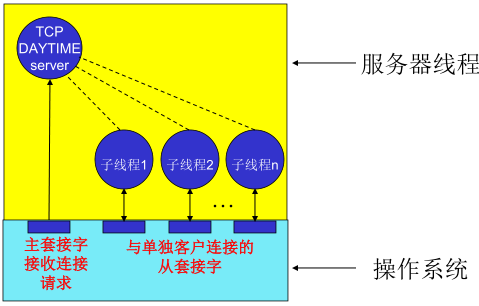 TCP
DAYTIME
server
服务器线程
子线程1
子线程2
子线程n
...
主套接字
接收连接
请求
与单独客户连接的
从套接字
操作系统